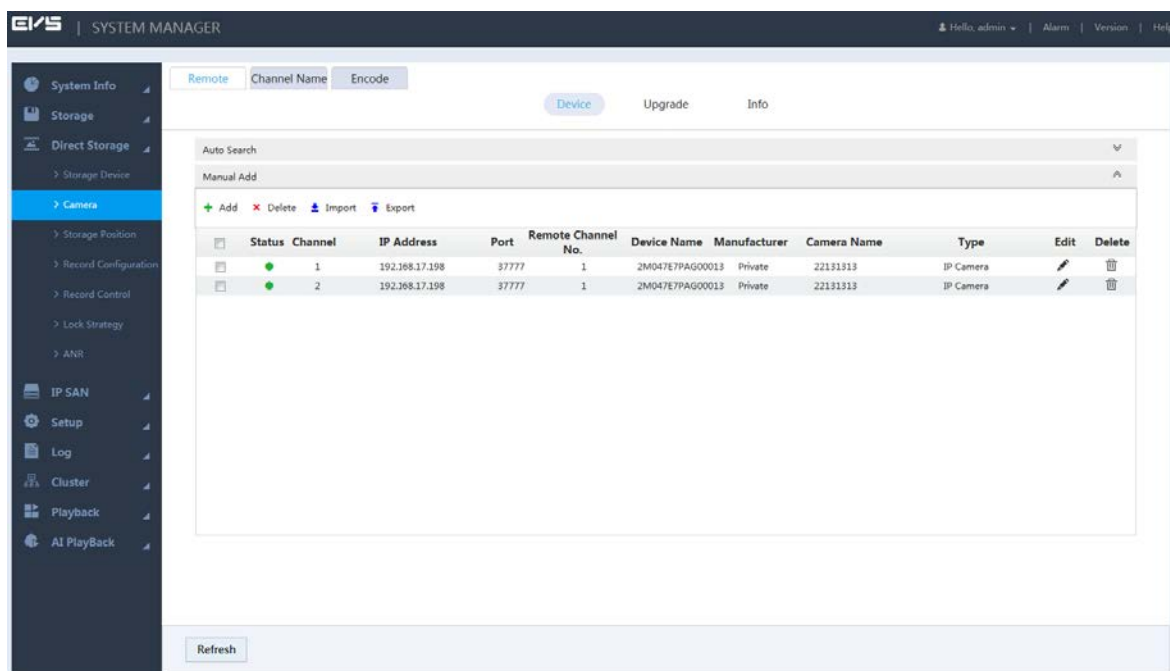 EVS | SYSTEM MANAGER
Hello, admin | Alarm | Version | Help
System Info
Storage
Direct Storage
> Storage Device
> Camera
> Storage Position
> Record Configuration
> Record Control
> Lock Strategy
> ANR
IP SAN
Setup
Log
Cluster
Playback
AI PlayBack
Remote Channel Name Encode
Device Upgrade Info
Auto Search
Manual Add
Add Delete Import Export
Status Channel IP Address Port Remote Channel No. Device Name Manufacturer Camera Name Type Edit Delete
1 192.168.17.198 37777 1 2M047E7PAG00013 Private 22131313 IP Camera
2 192.168.17.198 37777 1 2M047E7PAG00013 Private 22131313 IP Camera
Refresh